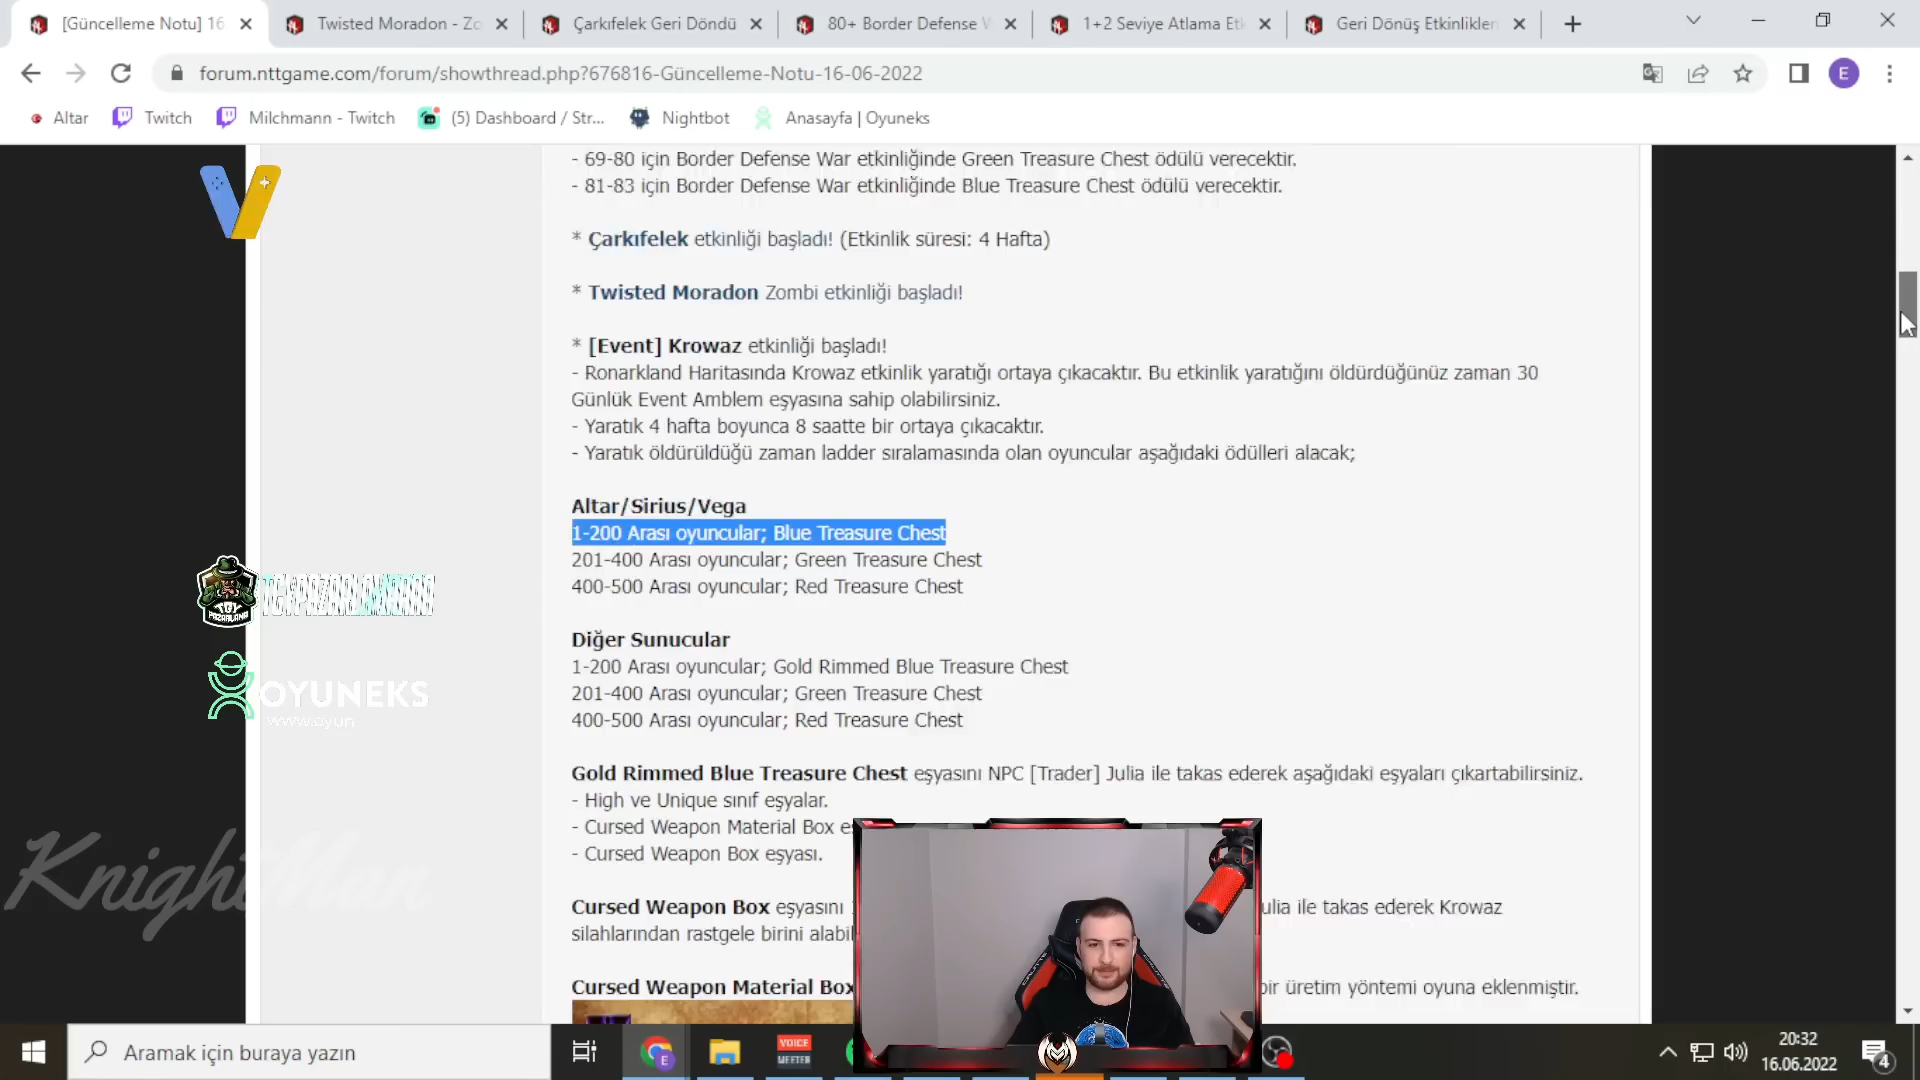 [Güncelleme Notu] 16
Twisted Moradon - Zo
Çarkıfelek Geri Döndü
80+ Border Defense W
1+2 Seviye Atlama Etk
Geri Dönüş Etkinlikleri
forum.nttgame.com/forum/showthread.php?676816-Güncelleme-Notu-16-06-2022
E
Altar
Twitch
Milchmann - Twitch
(5) Dashboard / Str...
Nightbot
Anasayfa | Oyuneks
- 69-80 için Border Defense War etkinliğinde Green Treasure Chest ödülü verecektir.
- 81-83 için Border Defense War etkinliğinde Blue Treasure Chest ödülü verecektir.
* Çarkıfelek etkinliği başladı! (Etkinlik süresi: 4 Hafta)
* Twisted Moradon Zombi etkinliği başladı!
* [Event] Krowaz etkinliği başladı!
- Ronarkland Haritasında Krowaz etkinlik yaratığı ortaya çıkacaktır. Bu etkinlik yaratığını öldürdüğünüz zaman 30
Günlük Event Amblem eşyasına sahip olabilirsiniz.
- Yaratık 4 hafta boyunca 8 saatte bir ortaya çıkacaktır.
- Yaratık öldürüldüğü zaman ladder sıralamasında olan oyuncular aşağıdaki ödülleri alacak;
Altar/Sirius/Vega
1-200 Arası oyuncular; Blue Treasure Chest
201-400 Arası oyuncular; Green Treasure Chest
400-500 Arası oyuncular; Red Treasure Chest
Diğer Sunucular
1-200 Arası oyuncular; Gold Rimmed Blue Treasure Chest
201-400 Arası oyuncular; Green Treasure Chest
400-500 Arası oyuncular; Red Treasure Chest
Gold Rimmed Blue Treasure Chest eşyasını NPC [Trader] Julia ile takas ederek aşağıdaki eşyaları çıkartabilirsiniz.
- High ve Unique sınıf eşyalar.
- Cursed Weapon Material Box e
- Cursed Weapon Box eşyası.
Cursed Weapon Box eşyasını ulia ile takas ederek Krowaz
silahlarından rastgele birini alabil
Cursed Weapon Material Box bir üretim yöntemi oyuna eklenmiştir.
OYUNEKS
www.oyun
KnightMan
Aramak için buraya yazın
E
VOICE
MEETER
20:32
16.06.2022
4